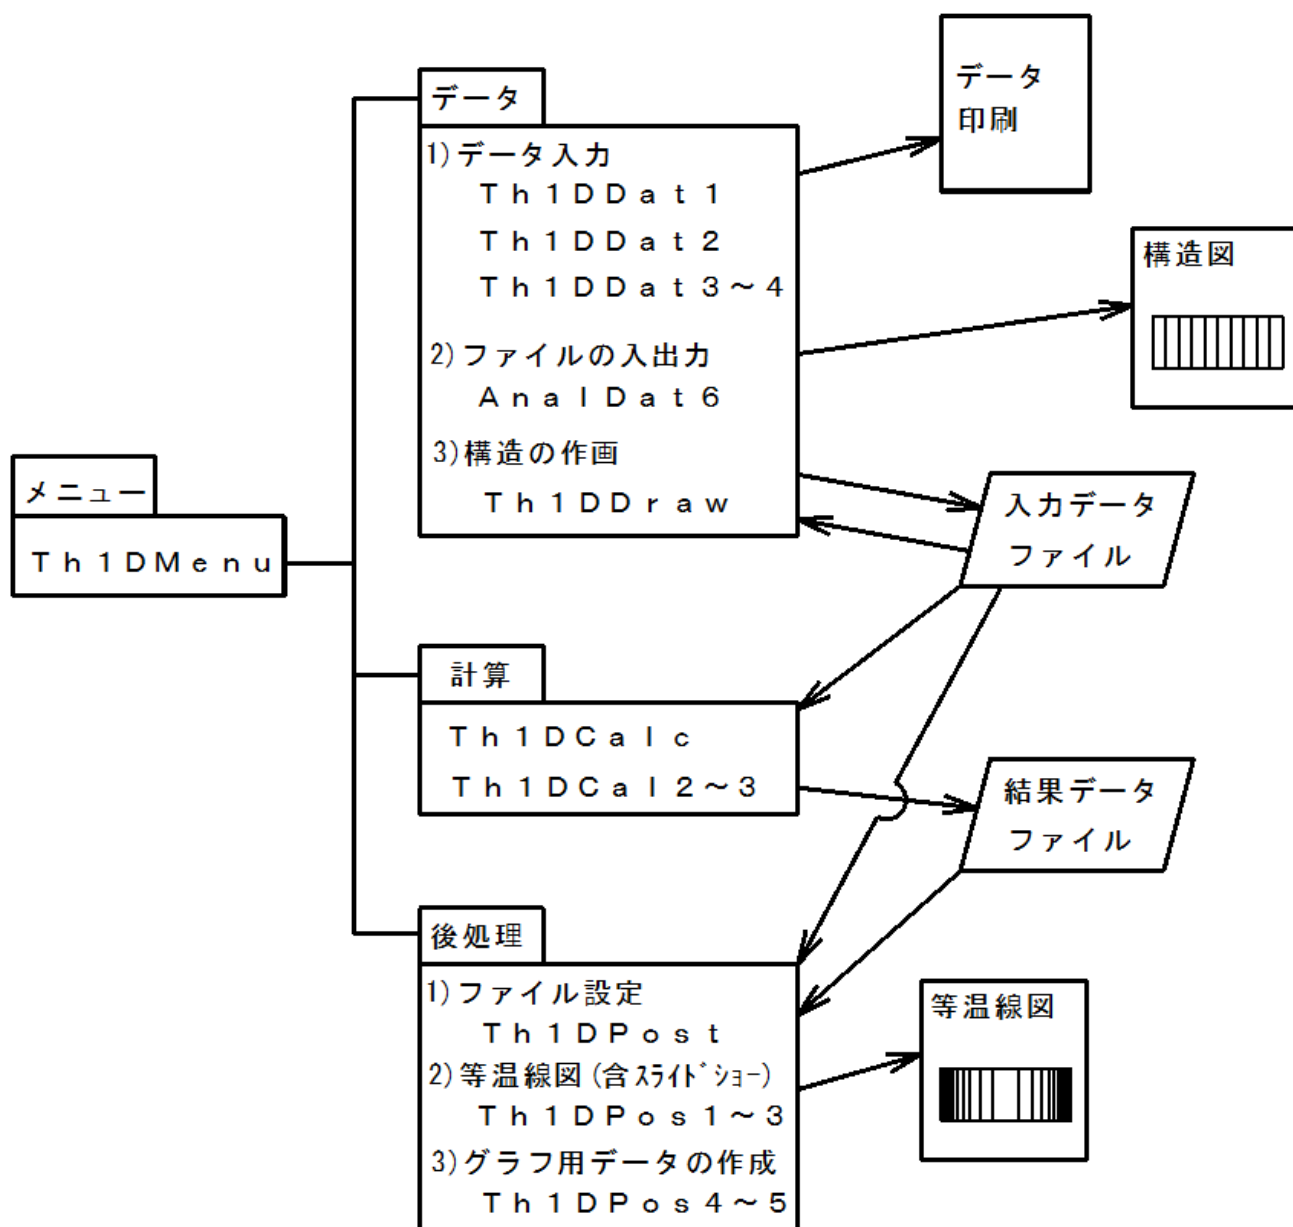 データ
1)データ入力
Th1DDat1
Th1DDat2
Th1DDat3～4
2)ファイルの入出力
AnalDat6
3)構造の作画
Th1DDraw
データ
印刷
構造図
メニュー
Th1DMenu
入力データ
ファイル
計算
Th1DCalc
Th1DCal2～3
結果データ
ファイル
後処理
1)ファイル設定
Th1DPost
2)等温線図(含ｽﾗｲﾄﾞｼｮｰ)
Th1DPos1～3
3)グラフ用データの作成
Th1DPos4～5
等温線図